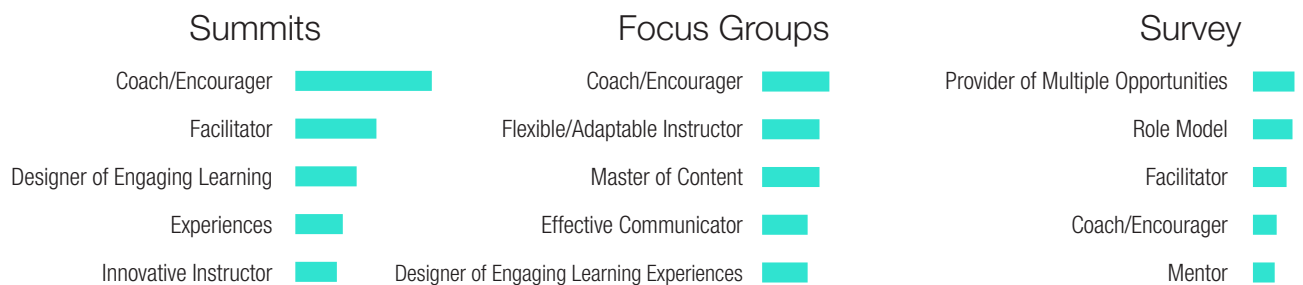 Summits
Coach/Encourager
Facilitator
Designer of Engaging Learning
Experiences
Innovative Instructor
Focus Groups
Coach/Encourager
Flexible/Adaptable Instructor
Master of Content
Effective Communicator
Designer of Engaging Learning Experiences
Survey
Provider of Multiple Opportunities
Role Model
Facilitator
Coach/Encourager
Mentor